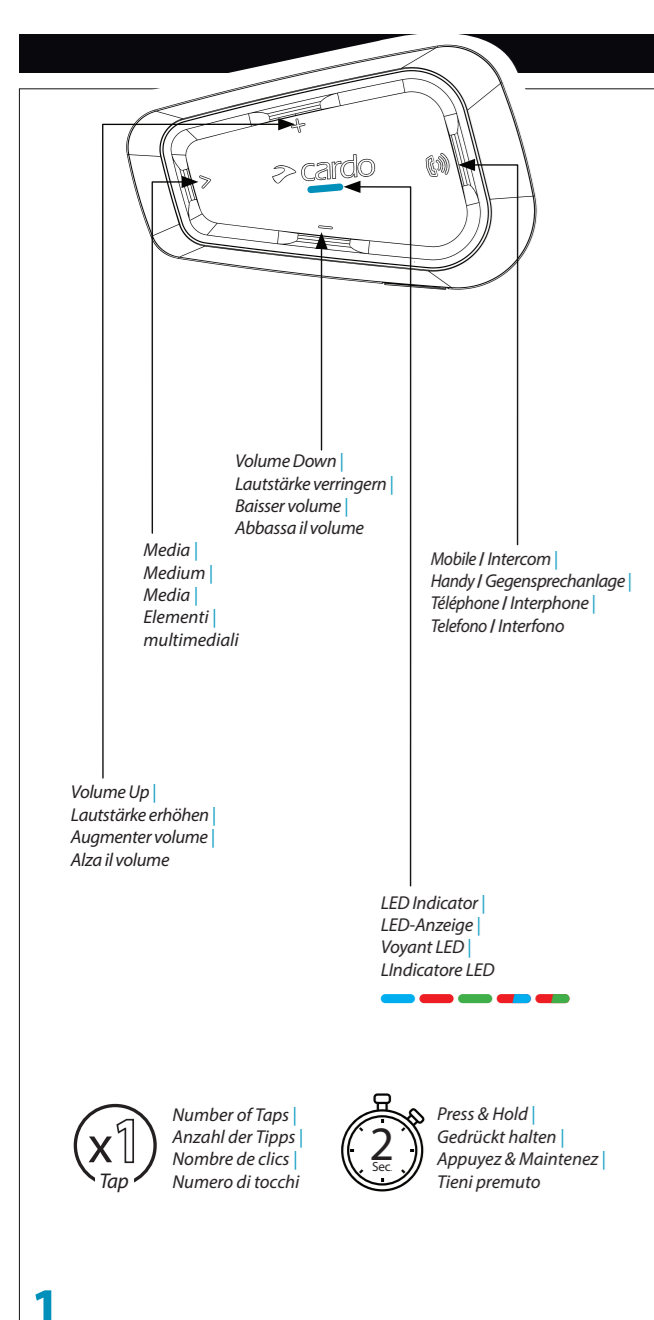 cardo
Volume Down |
Lautstärke verringern |
Baisser volume |
Abbassa il volume
Media |
Medium |
Media |
Elementi |
multimediali
Mobile / Intercom |
Handy / Gegensprechanlage |
Téléphone / Interphone |
Telefono / Interfono
Volume Up |
Lautstärke erhöhen |
Augmenter volume |
Alza il volume
LED Indicator |
LED-Anzeige |
Voyant LED |
LIndicatore LED
x1
Tap
Number of Taps |
Anzahl der Tipps |
Nombre de clics |
Numero di tocchi
2
Sec.
Press & Hold |
Gedrückt halten |
Appuyez & Maintenez |
Tieni premuto
1